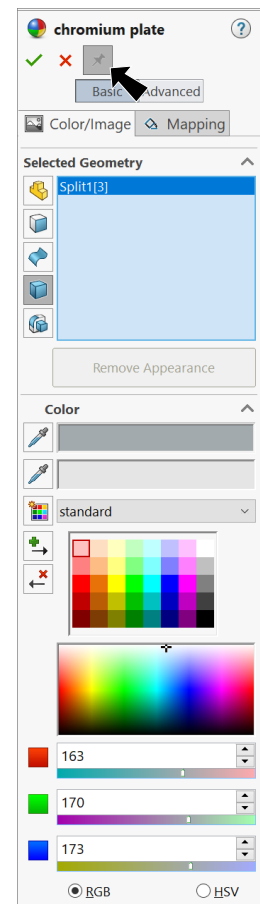 chromium plate ?
Basic Advanced
Color/Image Mapping
Selected Geometry
Split1[3]
Remove Appearance
Color
standard
163
170
173
RGB HSV